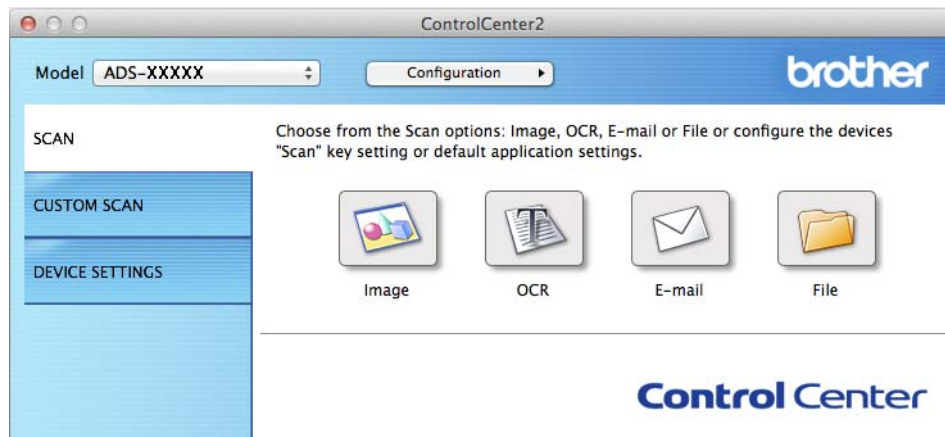 ControlCenter2
Model ADS-XXXXX Configuration
brother
SCAN
CUSTOM SCAN
DEVICE SETTINGS
Choose from the Scan options: Image, OCR, E-mail or File or configure the devices
"Scan" key setting or default application settings.
Image OCR E-mail File
Control Center